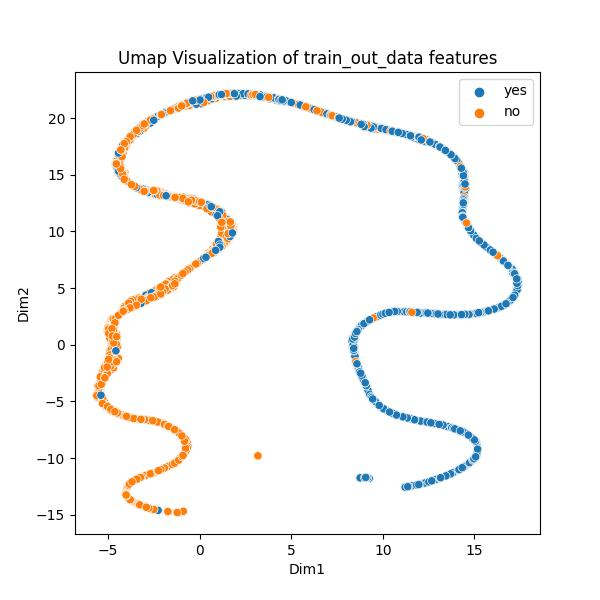 Umap Visualization of train_out_data features
yes
no
20
15
10
5
0
−5
−10
−15
−5
0
5
10
15
Dim2
Dim1